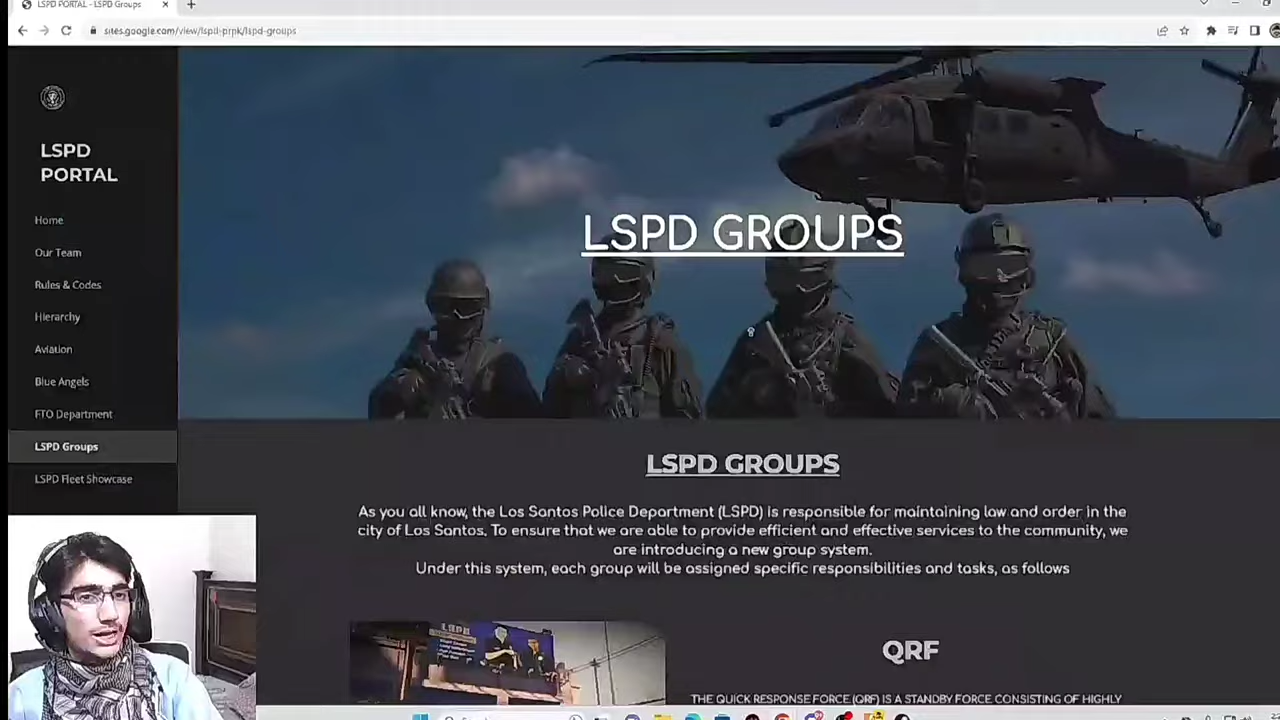 LSPD PORTAL - LSPD Groups
sites.google.com/view/lspd-prpk/lspd-groups
LSPD
PORTAL
Home
Our Team
Rules & Codes
Hierarchy
Aviation
Blue Angels
FTO Department
LSPD Groups
LSPD Fleet Showcase
LSPD GROUPS
LSPD GROUPS
As you all know, the Los Santos Police Department (LSPD) is responsible for maintaining law and order in the
city of Los Santos. To ensure that we are able to provide efficient and effective services to the community, we
are introducing a new group system.
Under this system, each group will be assigned specific responsibilities and tasks, as follows
QRF
THE QUICK RESPONSE FORCE (QRF) IS A STANDBY FORCE CONSISTING OF HIGHLY